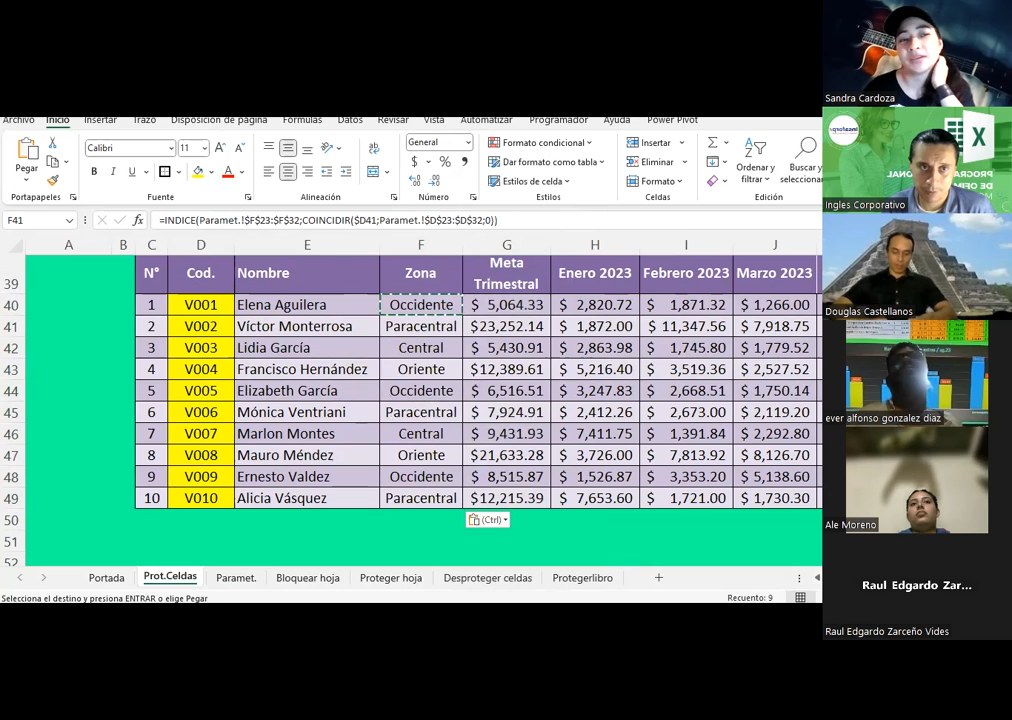 Archivo Inicio Insertar Trazo Disposición de página Fórmulas Datos Revisar Vista Automatizar Programador Ayuda Power Pivot
Pegar
Portapapeles
Calibri 11
N K S
Fuente
Alineación
General
$ % 000
Número
Formato condicional
Dar formato como tabla
Estilos de celda
Estilos
Insertar
Eliminar
Formato
Celdas
Ordenar y filtrar
Buscar y
seleccionar
Edición
F41
fx =INDICE(Paramet.!$F$23:$F$32;COINCIDIR($D41;Paramet.!$D$23:$D$32;0))
A B C D E F G H I J
39 N° Cod. Nombre Zona Meta Trimestral Enero 2023 Febrero 2023 Marzo 2023
40 1 V001 Elena Aguilera Occidente $ 5,064.33 $ 2,820.72 $ 1,871.32 $ 1,266.00
41 2 V002 Víctor Monterrosa Paracentral $23,252.14 $ 1,872.00 $ 11,347.56 $ 7,918.75
42 3 V003 Lidia García Central $ 5,430.91 $ 2,863.98 $ 1,745.80 $ 1,779.52
43 4 V004 Francisco Hernández Oriente $12,389.61 $ 5,216.40 $ 3,519.36 $ 2,527.52
44 5 V005 Elizabeth García Occidente $ 6,516.51 $ 3,247.83 $ 2,668.51 $ 1,750.14
45 6 V006 Mónica Ventriani Paracentral $ 7,924.91 $ 2,412.26 $ 2,673.00 $ 2,119.20
46 7 V007 Marlon Montes Central $ 9,431.93 $ 7,411.75 $ 1,391.84 $ 2,292.80
47 8 V008 Mauro Méndez Oriente $21,633.28 $ 3,726.00 $ 7,813.92 $ 8,126.70
48 9 V009 Ernesto Valdez Occidente $ 8,515.87 $ 1,526.87 $ 3,353.20 $ 5,138.60
49 10 V010 Alicia Vásquez Paracentral $12,215.39 $ 7,653.60 $ 1,721.00 $ 1,730.30
50
(Ctrl)
51
52
Portada Prot.Celdas Paramet. Bloquear hoja Proteger hoja Desproteger celdas Protegerlibro
Selecciona el destino y presiona ENTRAR o elige Pegar
Recuento: 9
Sandra Cardoza
Ingles Corporativo
Douglas Castellanos
ever alfonso gonzalez diaz
Ale Moreno
Raul Edgardo Zar...
Raul Edgardo Zarceño Vides